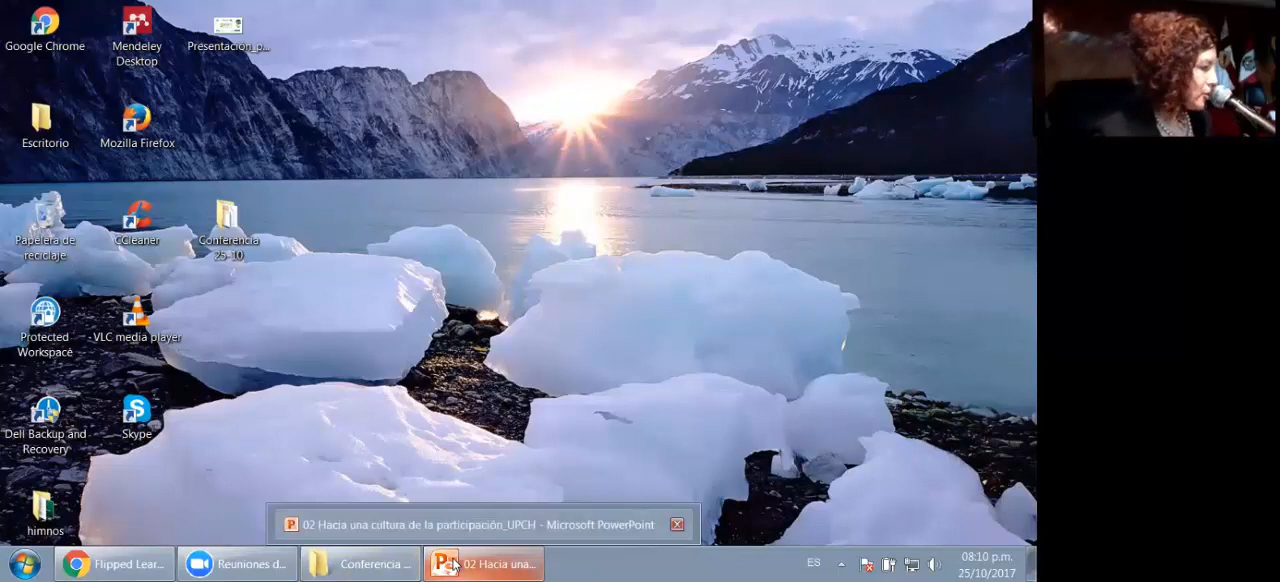 Google Chrome
Mendeley
Desktop
Presentación_p...
Escritorio
Mozilla Firefox
Papelera de
reciclaje
CCleaner
Conferencia
25-10
Protected
Workspace
VLC media player
Dell Backup and
Recovery
Skype
himnos
02 Hacia una cultura de la participación_UPCH - Microsoft PowerPoint
Flipped Lear...
Reuniones d...
Conferencia ...
02 Hacia una...
ES
08:10 p.m.
25/10/2017